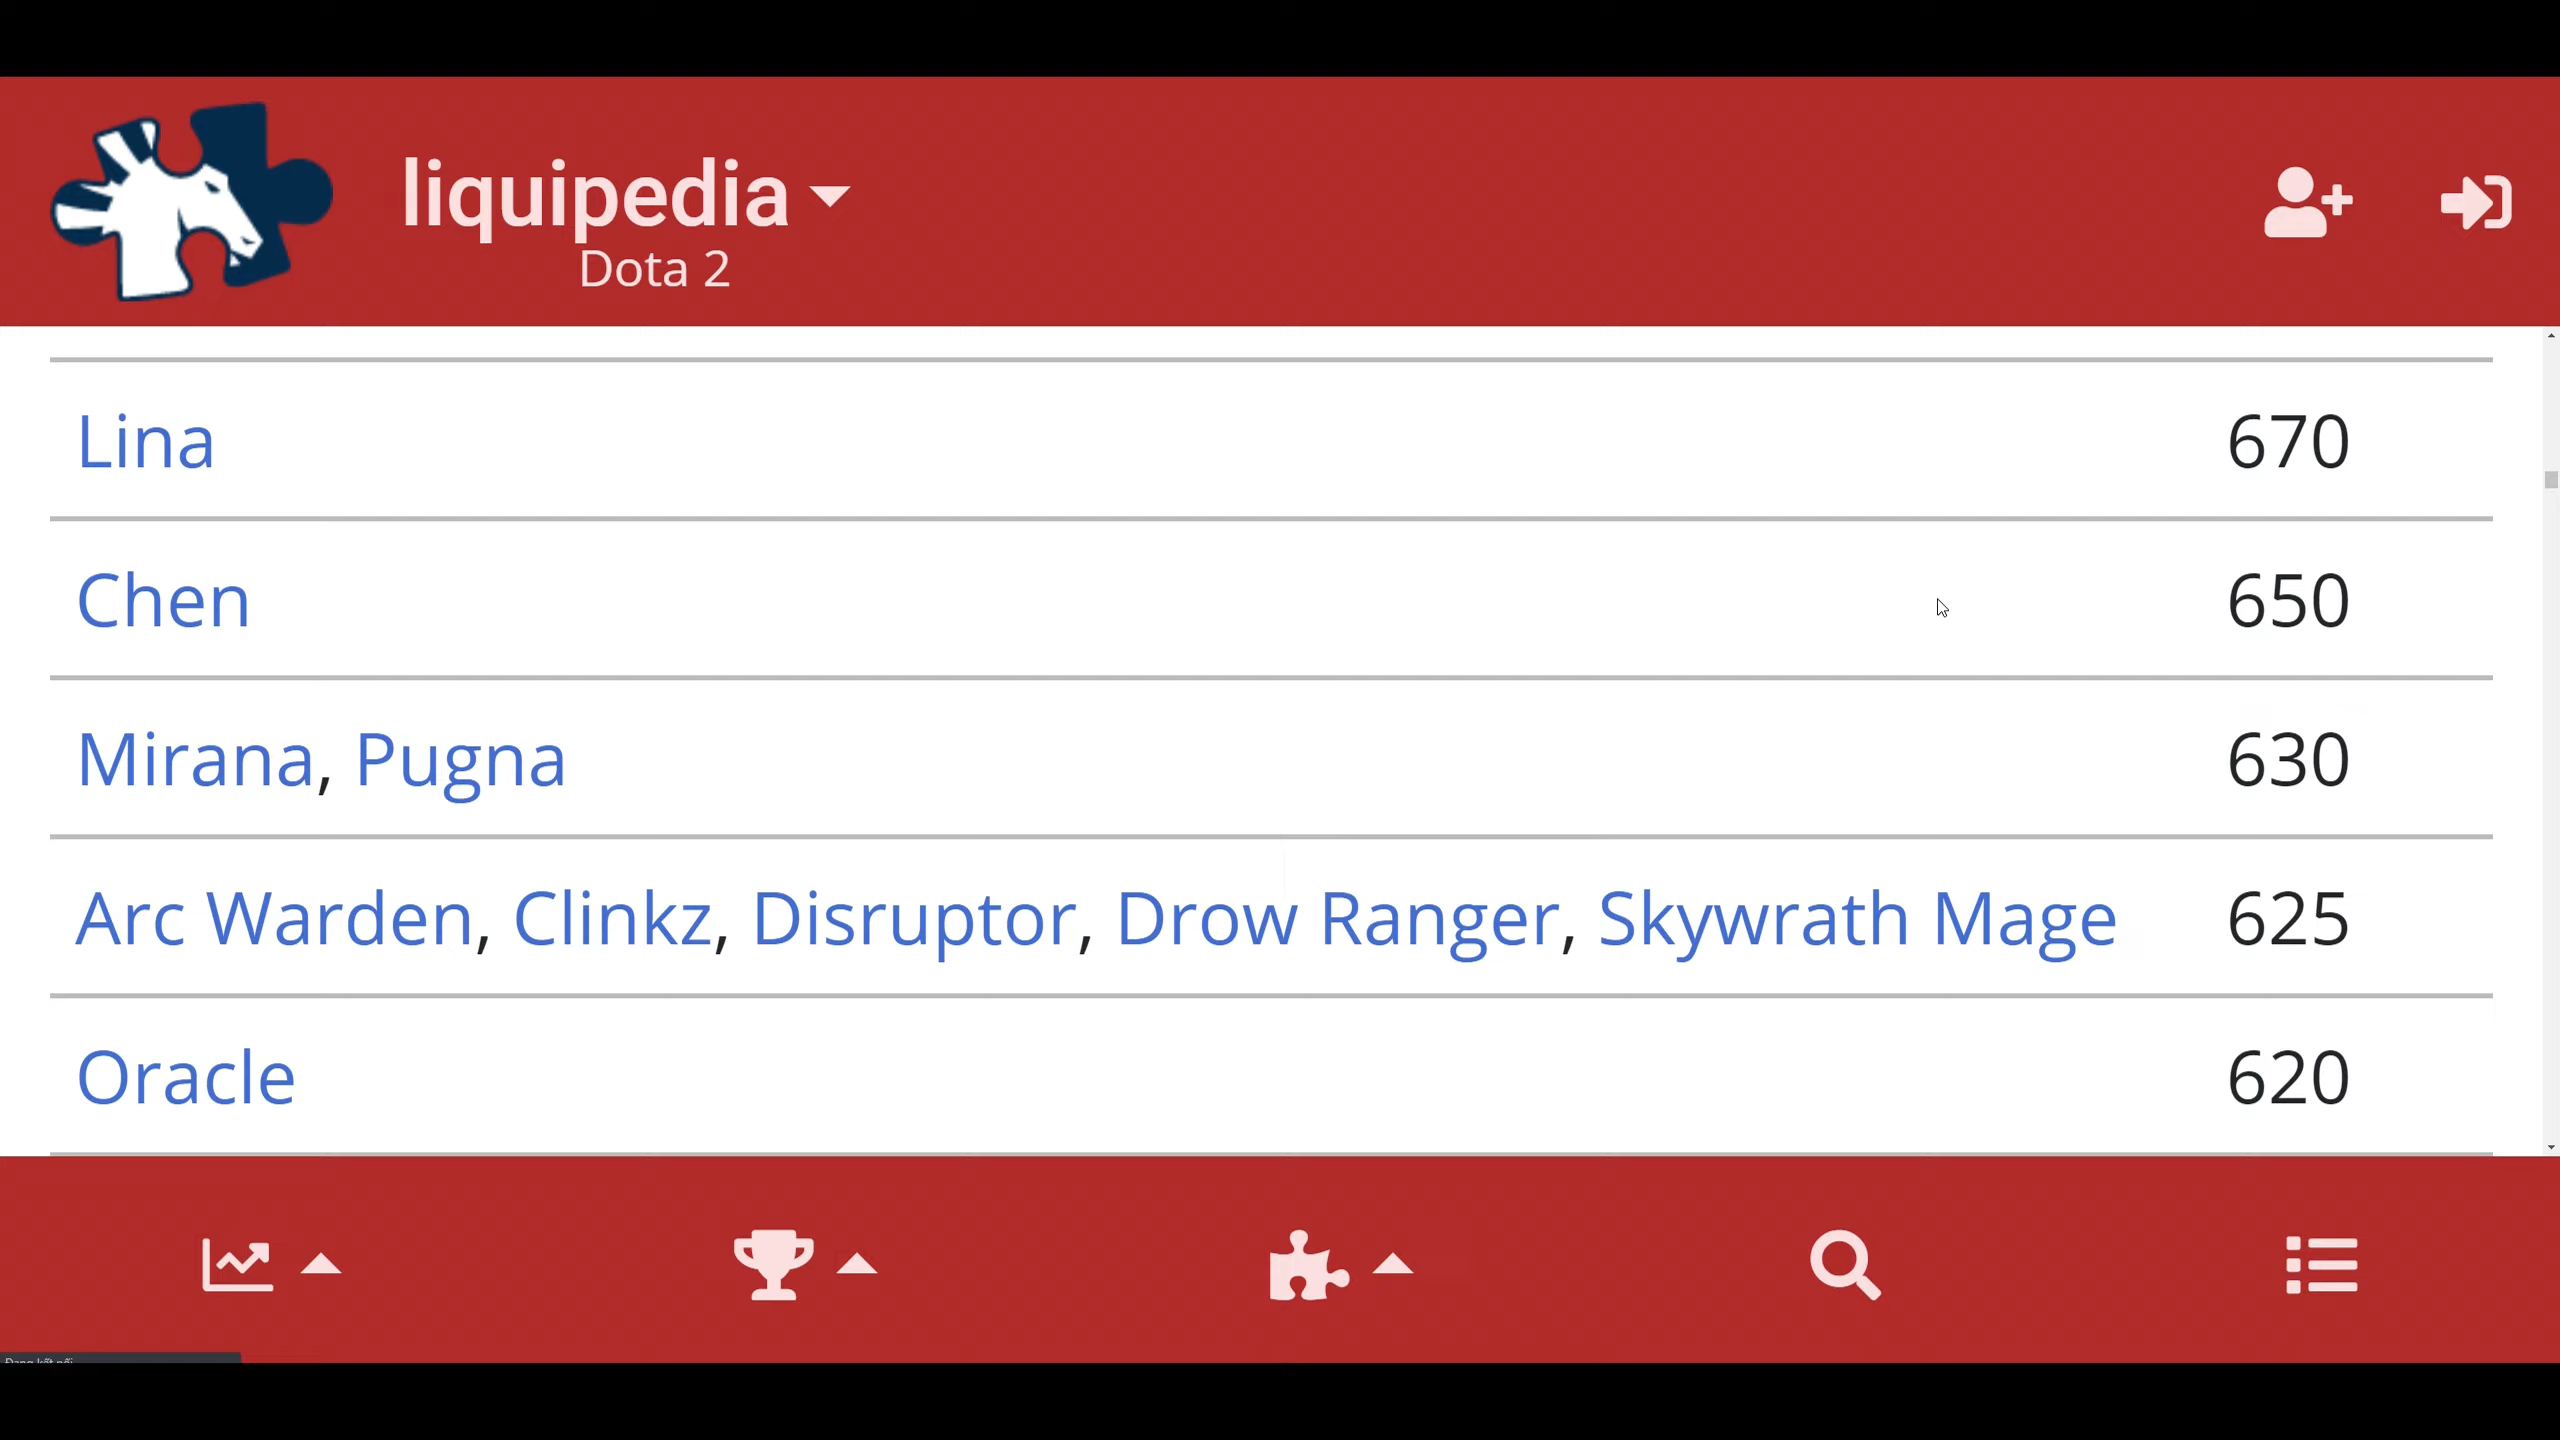 liquipedia
Dota 2
Lina 670
Chen 650
Mirana, Pugna 630
Arc Warden, Clinkz, Disruptor, Drow Ranger, Skywrath Mage 625
Oracle 620